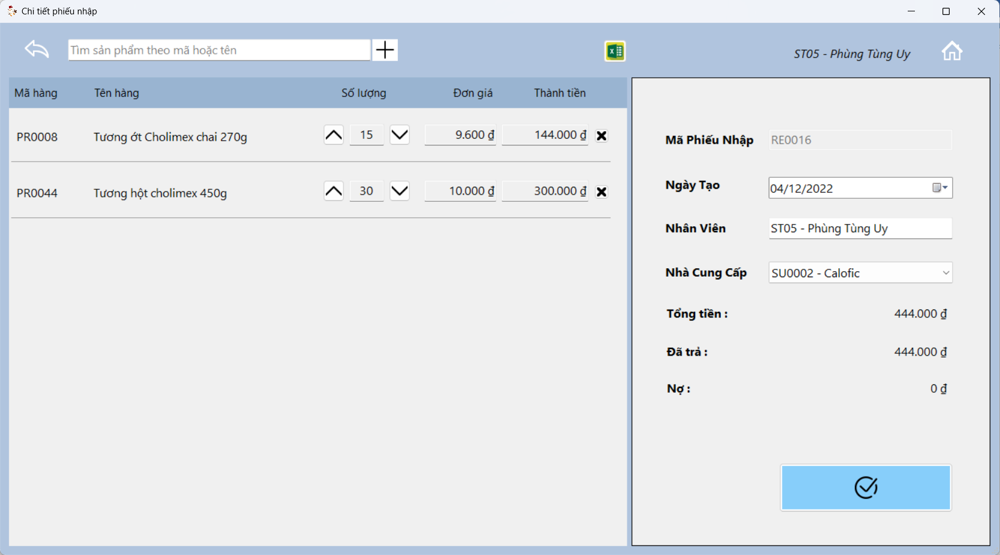 Chi tiết phiếu nhập
Tìm sản phẩm theo mã hoặc tên
ST05 - Phùng Tùng Uy
Mã hàng Tên hàng Số lượng Đơn giá Thành tiền
PR0008 Tương ớt Cholimex chai 270g 15 9.600 ₫ 144.000 ₫
PR0044 Tương hột cholimex 450g 30 10.000 ₫ 300.000 ₫
Mã Phiếu Nhập RE0016
Ngày Tạo 04/12/2022
Nhân Viên ST05 - Phùng Tùng Uy
Nhà Cung Cấp SU0002 - Calofic
Tổng tiền : 444.000 ₫
Đã trả : 444.000 ₫
Nợ : 0 ₫